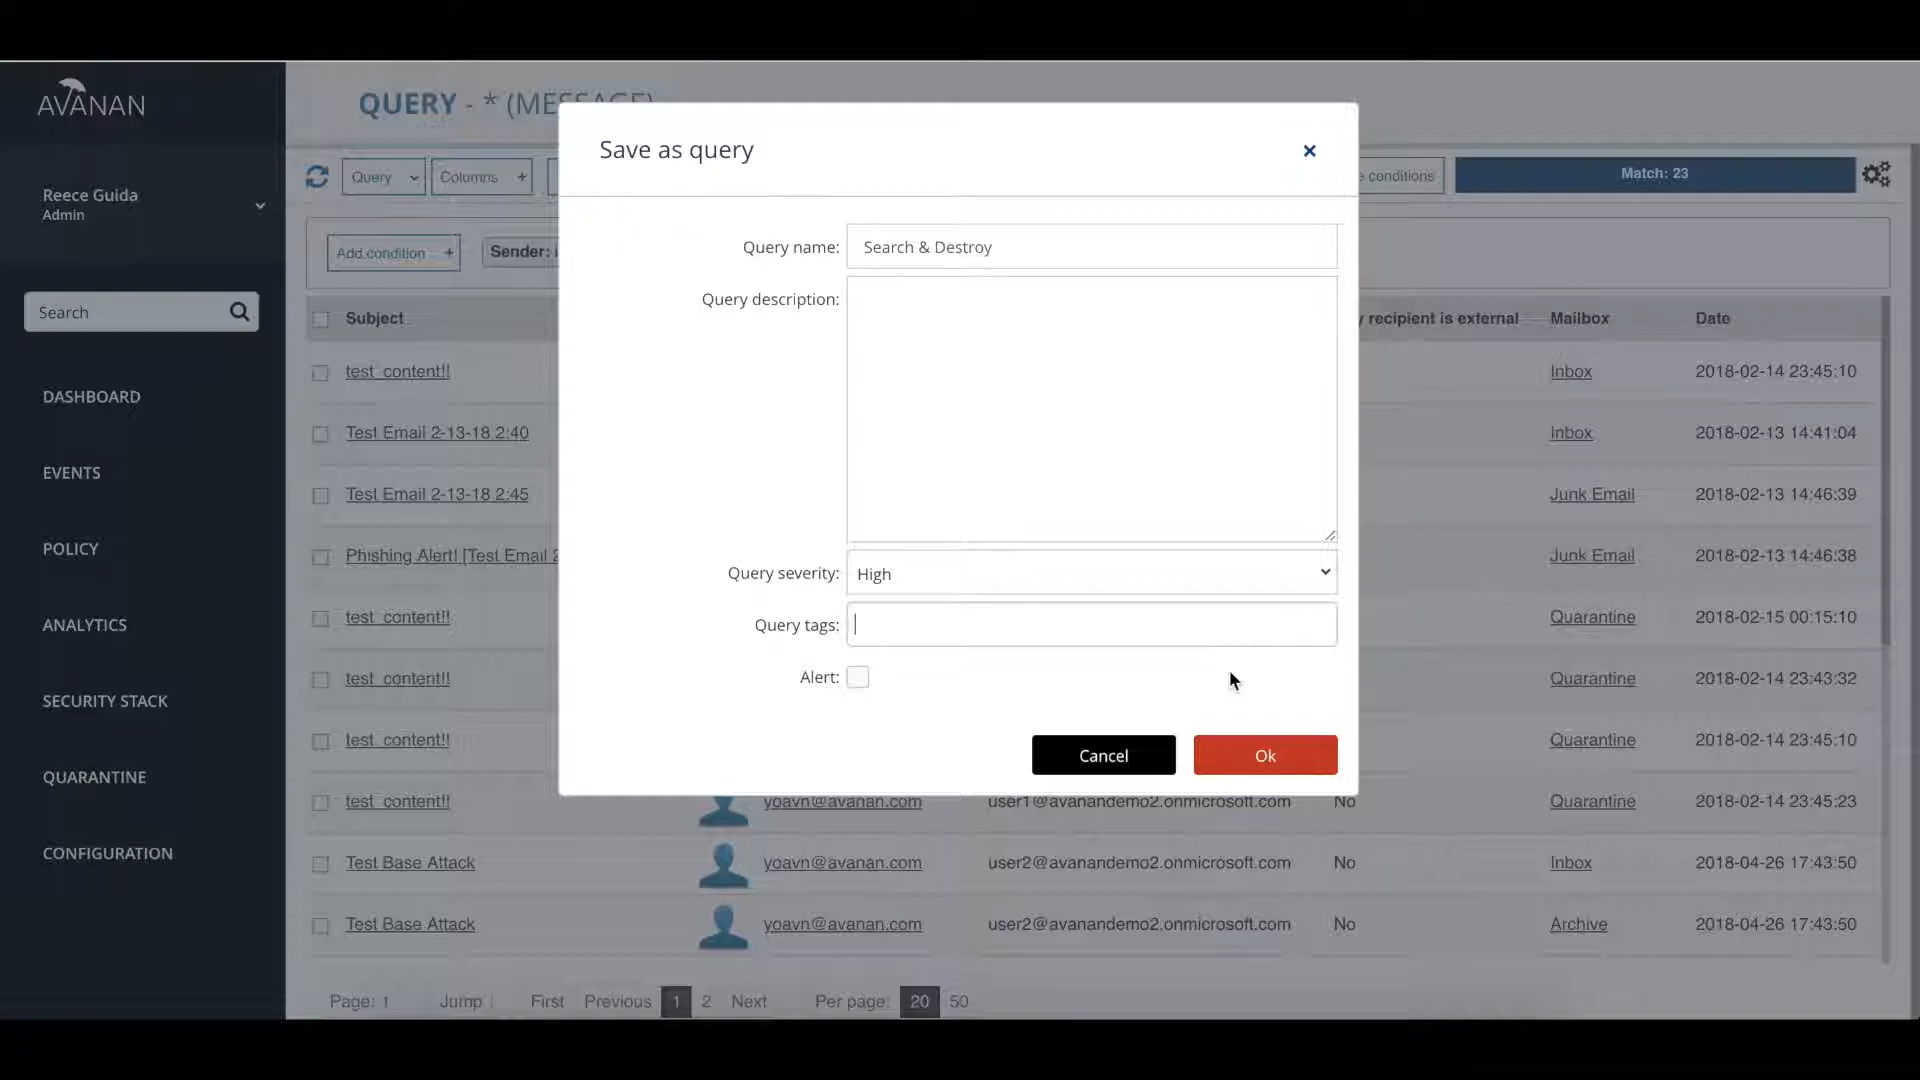 AVANAN
QUERY - * (MESSAGE)
Reece Guida
Admin
Search
DASHBOARD
EVENTS
POLICY
ANALYTICS
SECURITY STACK
QUARANTINE
CONFIGURATION
Query
Columns +
conditions
Match: 23
Add condition +
Sender:
Save as query
×
Query name: Search & Destroy
Query description:
Query severity: High
Query tags:
Alert:
Cancel
Ok
Subject recipient is external Mailbox Date
test_content!! Inbox 2018-02-14 23:45:10
Test Email 2-13-18 2:40 Inbox 2018-02-13 14:41:04
Test Email 2-13-18 2:45 Junk Email 2018-02-13 14:46:39
Phishing Alert! [Test Email Junk Email 2018-02-13 14:46:38
test_content!! Quarantine 2018-02-15 00:15:10
test_content!! Quarantine 2018-02-14 23:43:32
test_content!! Quarantine 2018-02-14 23:45:10
test_content!! yoavn@avanan.com user1@avanandemo2.onmicrosoft.com No Quarantine 2018-02-14 23:45:23
Test Base Attack yoavn@avanan.com user2@avanandemo2.onmicrosoft.com No Inbox 2018-04-26 17:43:50
Test Base Attack yoavn@avanan.com user2@avanandemo2.onmicrosoft.com No Archive 2018-04-26 17:43:50
Page: 1 Jump : First Previous 1 2 Next Per page: 20 50